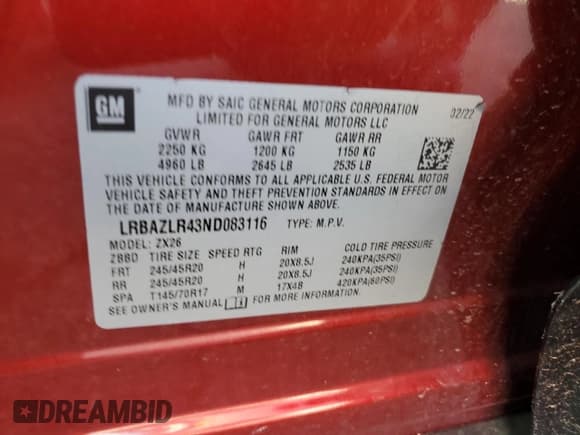 GM
MFD BY SAIC GENERAL MOTORS CORPORATION 02/22
LIMITED FOR GENERAL MOTORS LLC
GVWR GAWR FRT GAWR RR
2250 KG 1200 KG 1150 KG
4960 LB 2645 LB 2535 LB
THIS VEHICLE CONFORMS TO ALL APPLICABLE U.S. FEDERAL MOTOR
VEHICLE SAFETY AND THEFT PREVENTION STANDARDS IN EFFECT ON
THE DATE OF MANUFACTURE SHOWN ABOVE.
LRBAZLR43ND083116 TYPE: M.P.V.
MODEL: ZX26
ZBBD TIRE SIZE SPEED RTG RIM COLD TIRE PRESSURE
FRT 245/45R20 H 20X8.5J 240KPA(35PSI)
RR 245/45R20 H 20X8.5J 240KPA(35PSI)
SPA T145/70R17 M 17X4B 420KPA(60PSI)
SEE OWNER'S MANUAL FOR MORE INFORMATION.
DREAMBID